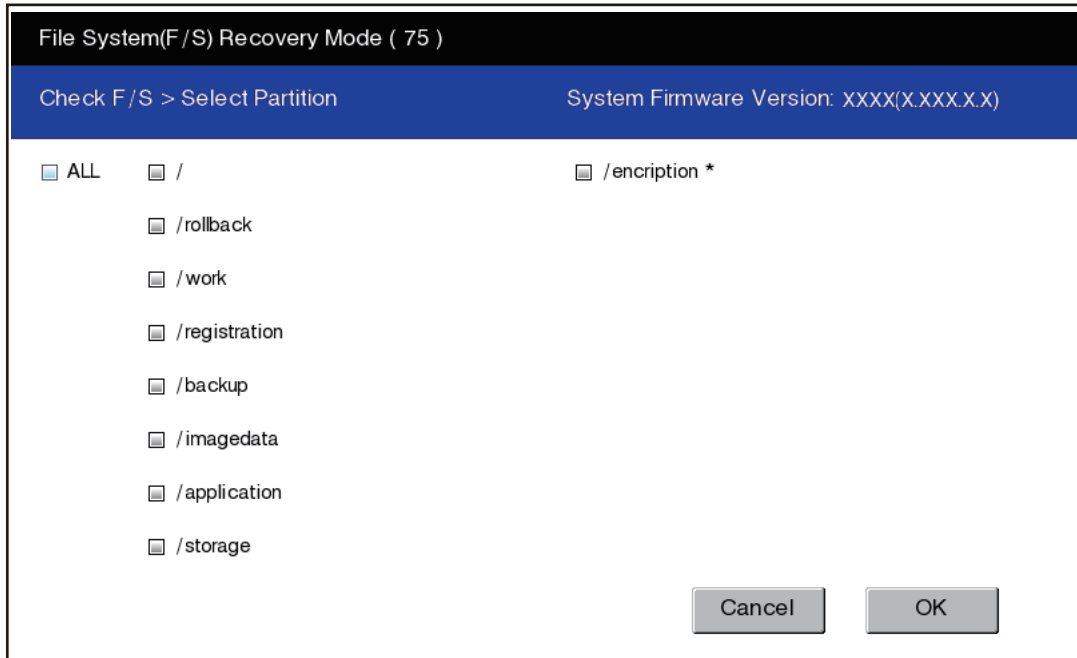 File System(F/S) Recovery Mode ( 75 )
Check F/S > Select Partition System Firmware Version: XXXX(X.XXX.X.X)
ALL / /encription *
/rollback
/work
/registration
/backup
/imagedata
/application
/storage
Cancel OK